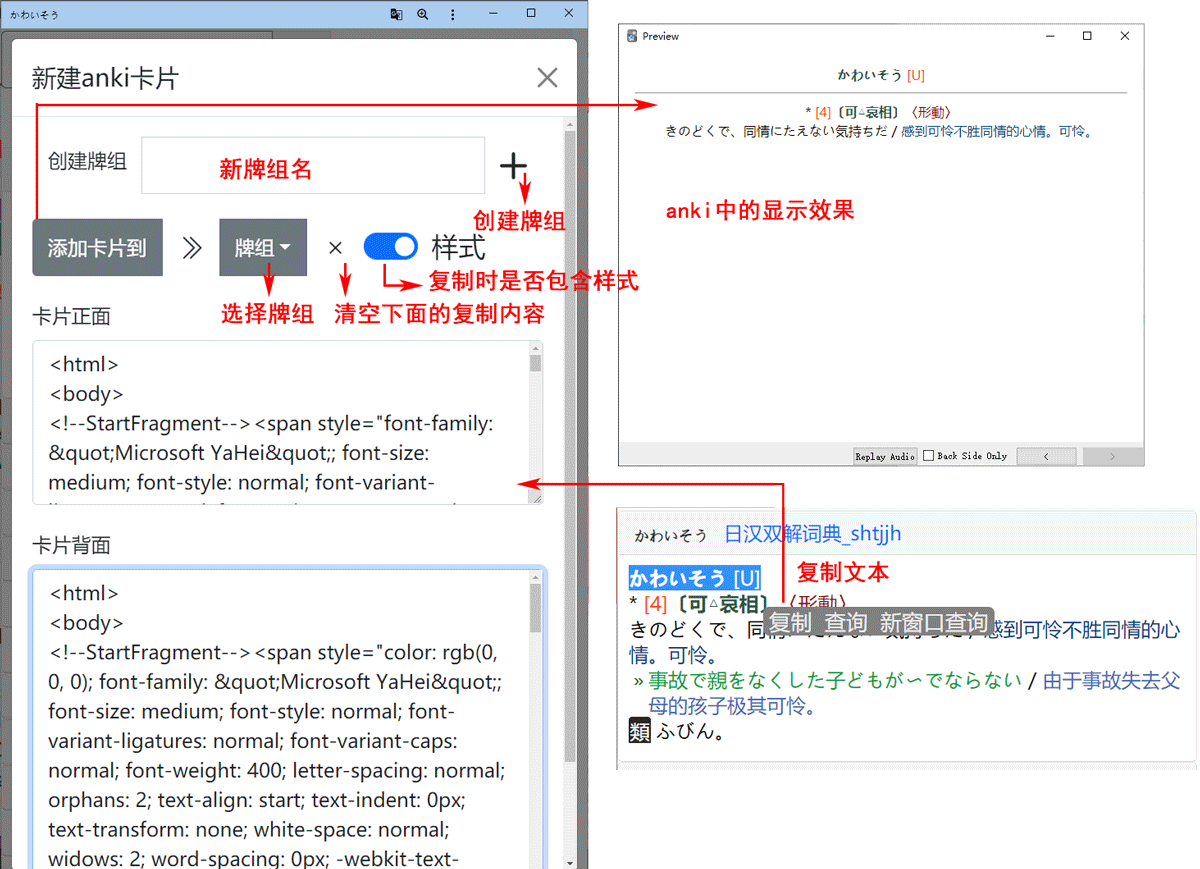 かわいそう
新建anki卡片
创建牌组
新牌组名
创建牌组
添加卡片到
牌组
样式
复制时是否包含样式
选择牌组
清空下面的复制内容
卡片正面
<html>
<body>
<!--StartFragment--><span style="font-family:
&quot;Microsoft YaHei&quot;; font-size:
medium; font-style: normal; font-variant-
卡片背面
<html>
<body>
<!--StartFragment--><span style="color: rgb(0,
0, 0); font-family: &quot;Microsoft YaHei&quot;;
font-size: medium; font-style: normal; font-
variant-ligatures: normal; font-variant-caps:
normal; font-weight: 400; letter-spacing: normal;
orphans: 2; text-align: start; text-indent: 0px;
text-transform: none; white-space: normal;
widows: 2; word-spacing: 0px; -webkit-text-
Preview
かわいそう [U]
* [4]〔可△哀相〕〈形動〉
きのどくで、同情にたえない気持ちだ / 感到可怜不胜同情的心情。可怜。
anki中的显示效果
Replay Audio
Back Side Only
かわいそう 日汉双解词典_shtjjh
かわいそう [U]
复制文本
* [4]〔可△哀相〕〈形動〉
复制 查询 新窗口查询
きのどくで、同情 感到可怜不胜同情的心
情。可怜。
»事故で親をなくした子どもが～でならない / 由于事故失去父
母的孩子极其可怜。
類 ふびん。